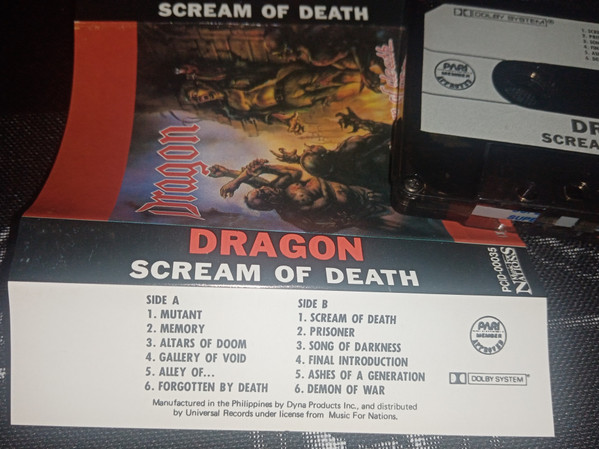 SCREAM OF DEATH
Dragon
DOLBY SYSTEM
PARI
MEMBER
APPROVED
SCREA
DRAGON
SCREAM OF DEATH
PCD-00035
SIDE A
1. MUTANT
2. MEMORY
3. ALTARS OF DOOM
4. GALLERY OF VOID
5. ALLEY OF...
6. FORGOTTEN BY DEATH
SIDE B
1. SCREAM OF DEATH
2. PRISONER
3. SONG OF DARKNESS
4. FINAL INTRODUCTION
5. ASHES OF A GENERATION
6. DEMON OF WAR
PARI
MEMBER
APPROVED
DOLBY SYSTEM
Manufactured in the Philippines by Dyna Products Inc., and distributed
by Universal Records under license from Music For Nations.